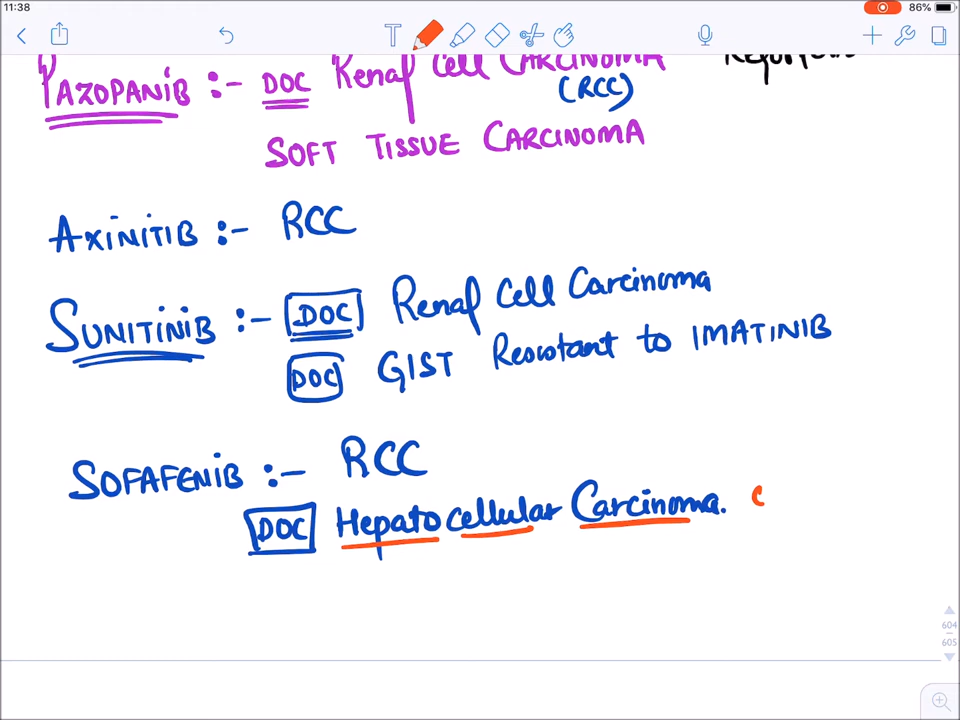 11:38 86%
T
PAZOPANIB :- DOC Renal Cell CARCINOMA
(RCC)
SOFT TISSUE CARCINOMA
AXINITIB :- RCC
SUNITINIB :- DOC Renal Cell Carcinoma
DOC GIST Resistant to IMATINIB
SOFAFENIB :- RCC
DOC Hepatocellular Carcinoma.
604
605